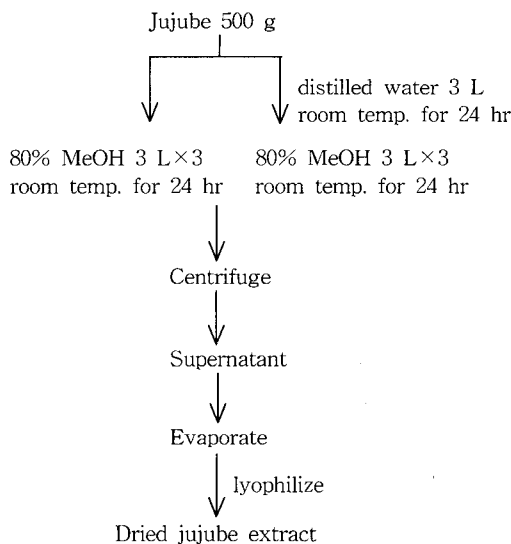 Jujube 500 g
distilled water 3 L
room temp. for 24 hr
80% MeOH 3 L×3
room temp. for 24 hr
80% MeOH 3 L×3
room temp. for 24 hr
Centrifuge
Supernatant
Evaporate
lyophilize
Dried jujube extract